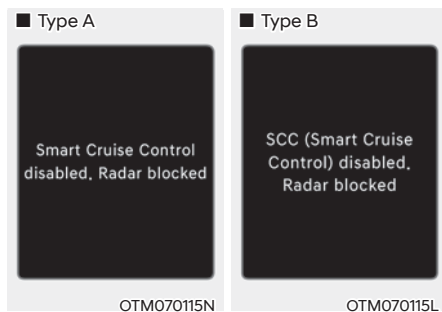 ■ Type A
Smart Cruise Control
disabled. Radar blocked
OTM070115N
■ Type B
SCC (Smart Cruise
Control) disabled.
Radar blocked
OTM070115L